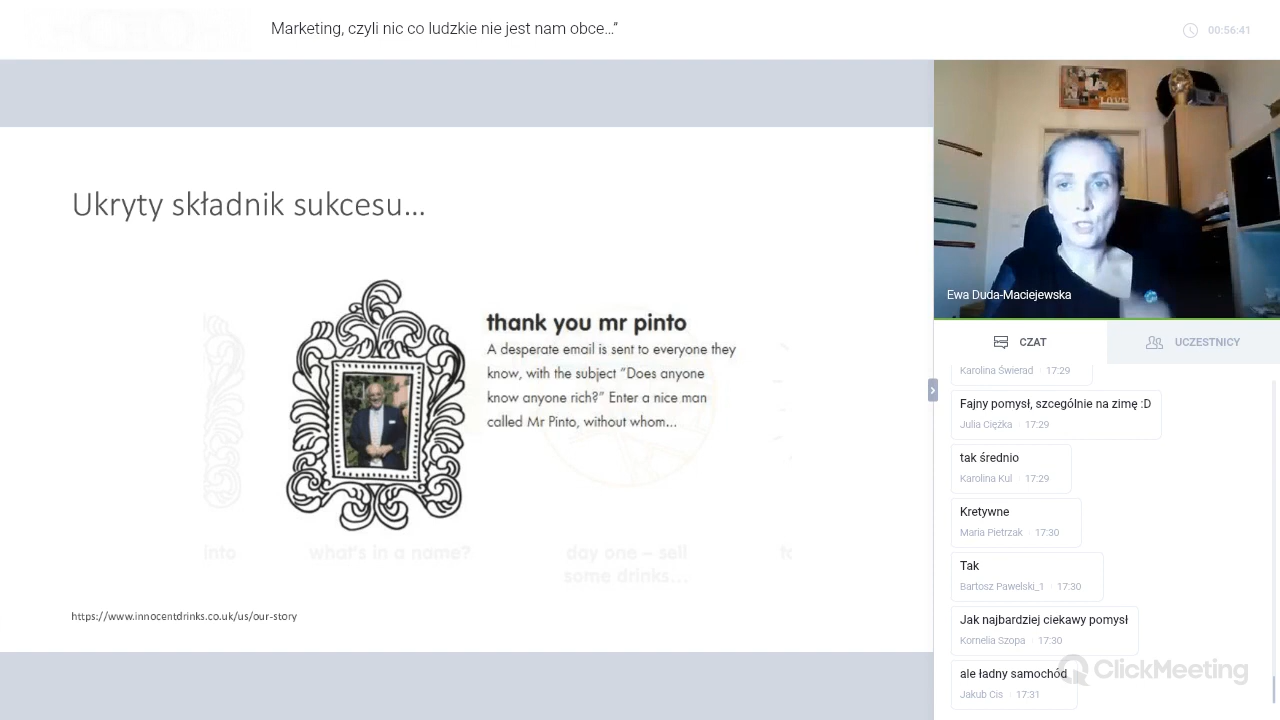 Marketing, czyli nic co ludzkie nie jest nam obce…"
00:56:41
Ukryty składnik sukcesu…
thank you mr pinto
A desperate email is sent to everyone they
know, with the subject "Does anyone
know anyone rich?" Enter a nice man
called Mr Pinto, without whom...
into
what's in a name?
day one – sell
some drinks...
https://www.innocentdrinks.co.uk/us/our-story
Ewa Duda-Maciejewska
CZAT
UCZESTNICY
Karolina Świerad 17:29
Fajny pomysł, szcególnie na zimę :D
Julia Ciężka 17:29
tak średnio
Karolina Kul 17:29
Kretywne
Maria Pietrzak 17:30
Tak
Bartosz Pawelski_1 17:30
Jak najbardziej ciekawy pomysł
Kornelia Szopa 17:30
ale ładny samochód
Jakub Cis 17:31
ClickMeeting